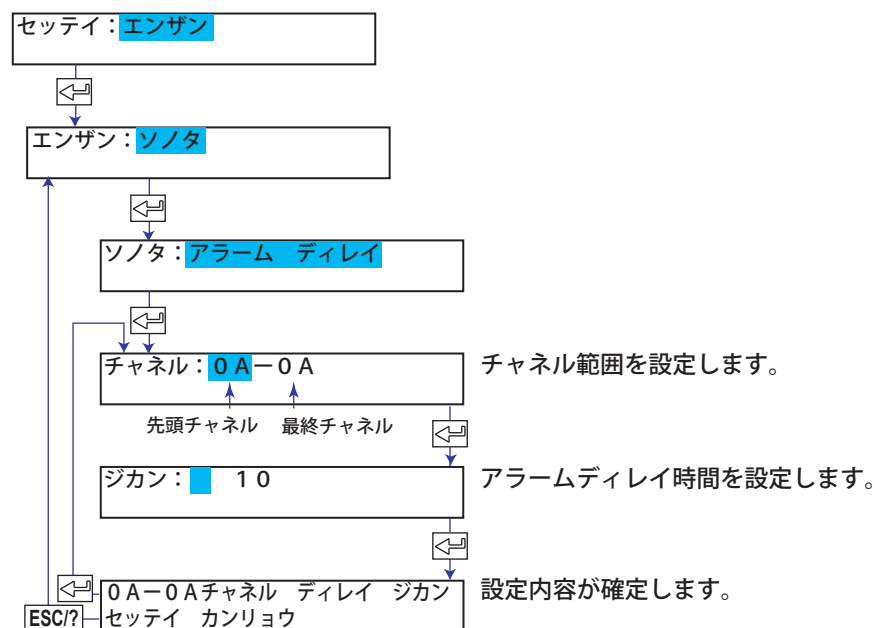 セッテイ：エンザン
エンザン：ソノタ
ソノタ：アラーム　ディレイ
チャネル：０Ａ－０Ａ
チャネル範囲を設定します。
先頭チャネル
最終チャネル
ジカン：　１０
アラームディレイ時間を設定します。
０Ａ－０Ａチャネル　ディレイ　ジカン
設定内容が確定します。
ESC/?
セッテイ　カンリョウ